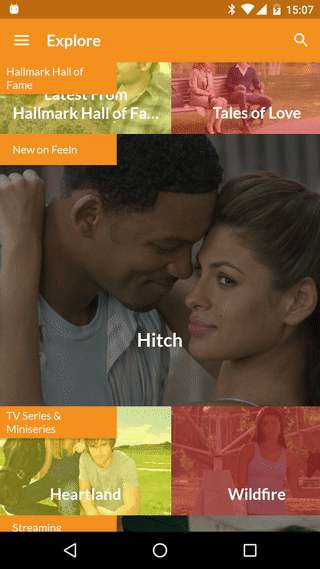 15:07
Explore
Hallmark Hall of
Fame
Latest From
Hallmark Hall of Fa...
Tales of Love
New on Feeln
Hitch
TV Series &
Miniseries
Heartland
Wildfire
Streaming